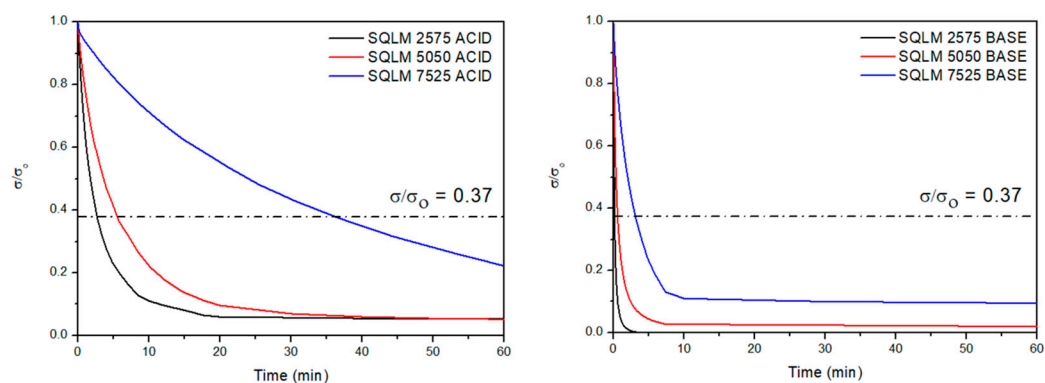 1.0
0.8
0.6
0.4
0.2
0.0
σ/σ₀
SQLM 2575 ACID
SQLM 5050 ACID
SQLM 7525 ACID
σ/σO = 0.37
0 10 20 30 40 50 60
Time (min)
1.0
0.8
0.6
0.4
0.2
0.0
σ/σ₀
SQLM 2575 BASE
SQLM 5050 BASE
SQLM 7525 BASE
σ/σO = 0.37
0 10 20 30 40 50 60
Time (min)